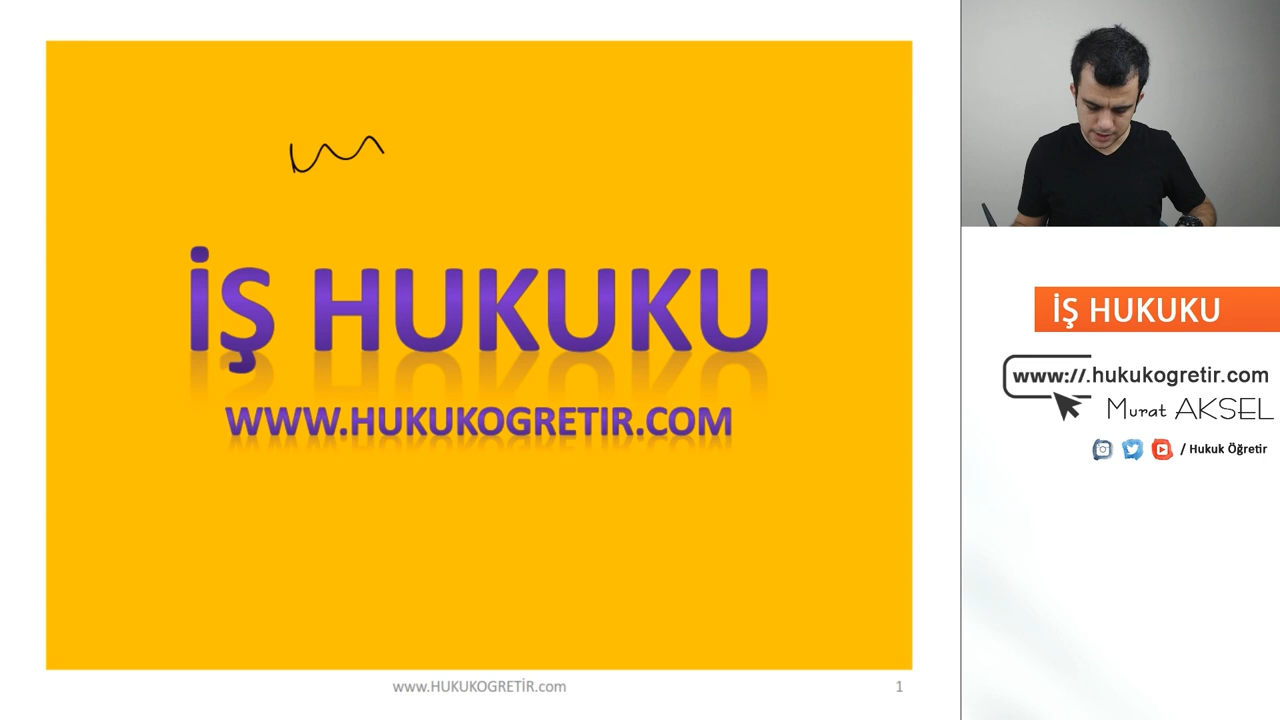 İŞ HUKUKU
WWW.HUKUKOGRETIR.COM
www.HUKUKOGRETİR.com
1
İŞ HUKUKU
www://.hukukogretir.com
Murat AKSEL
/ Hukuk Öğretir